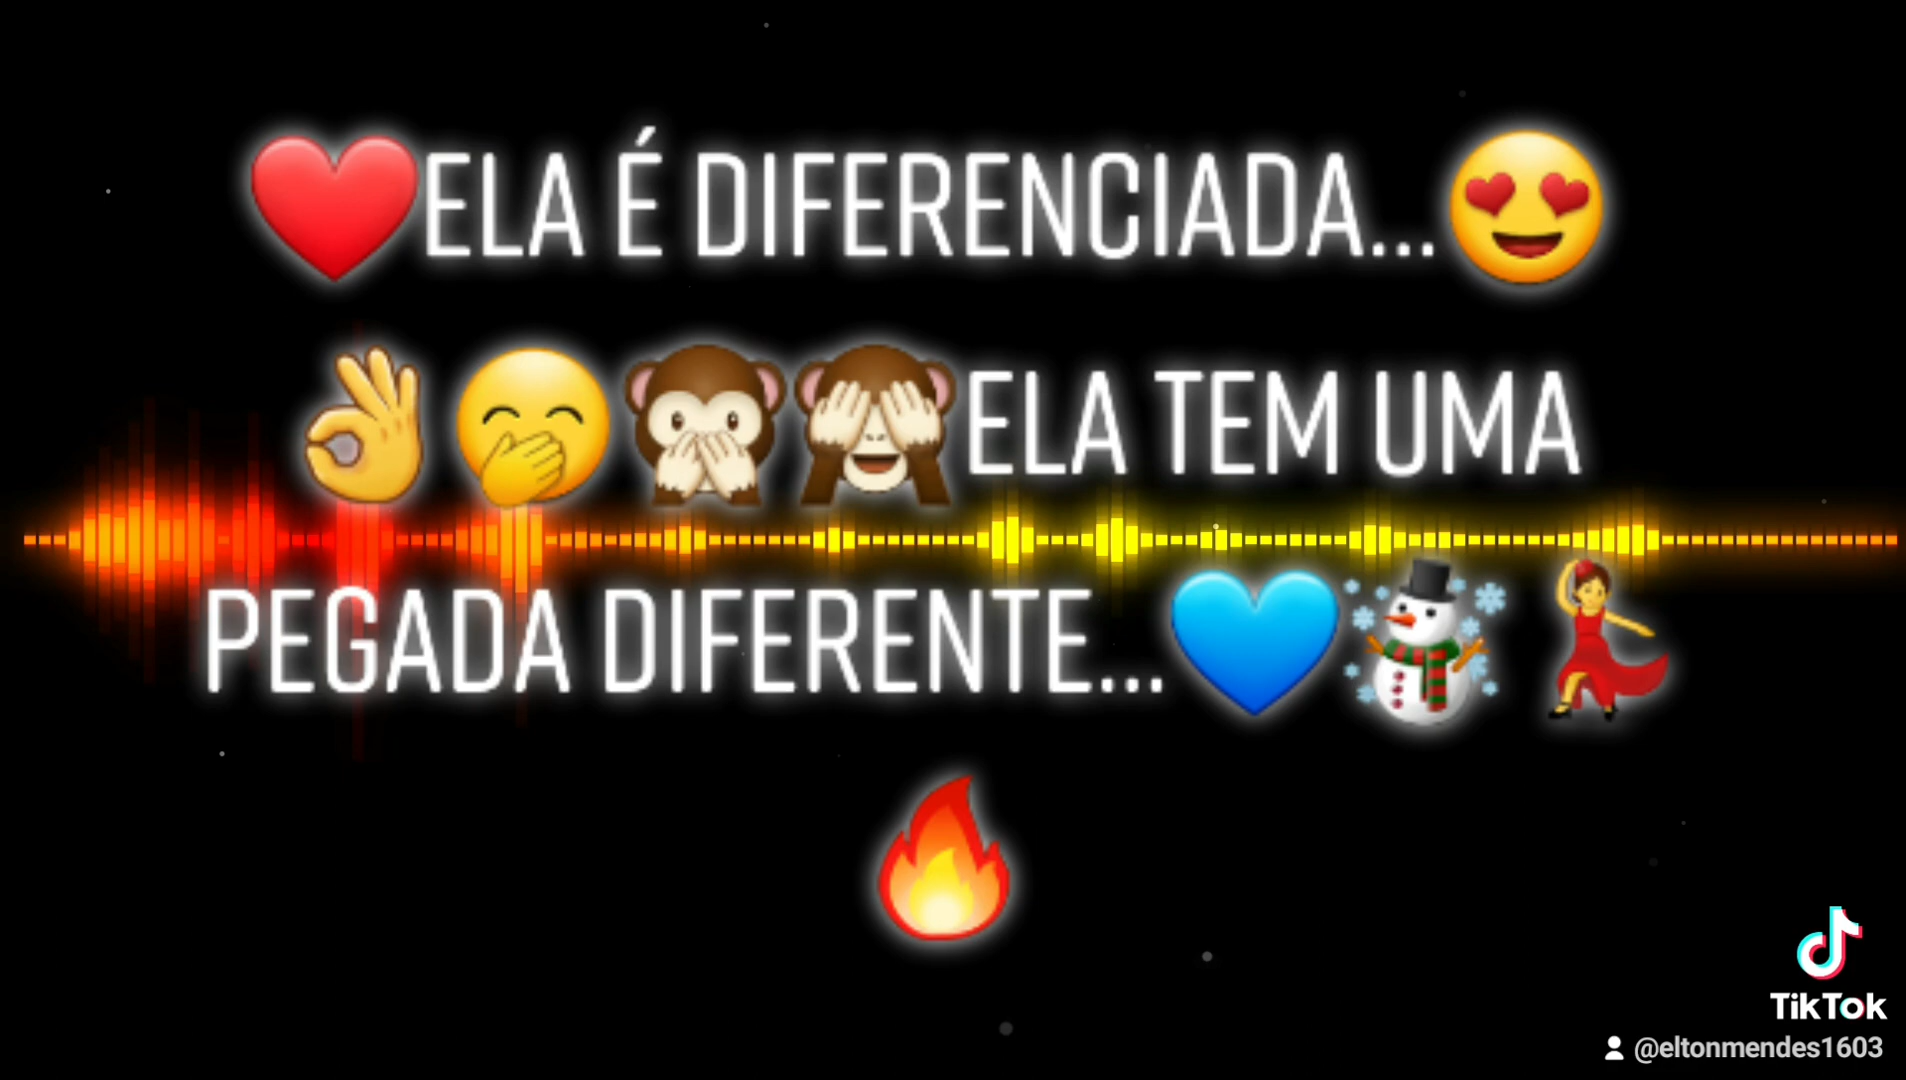 ❤️ELA É DIFERENCIADA...😍
👌🤭🙊🙈ELA TEM UMA
PEGADA DIFERENTE...💙☃️💃
🔥
TikTok
@eltonmendes1603